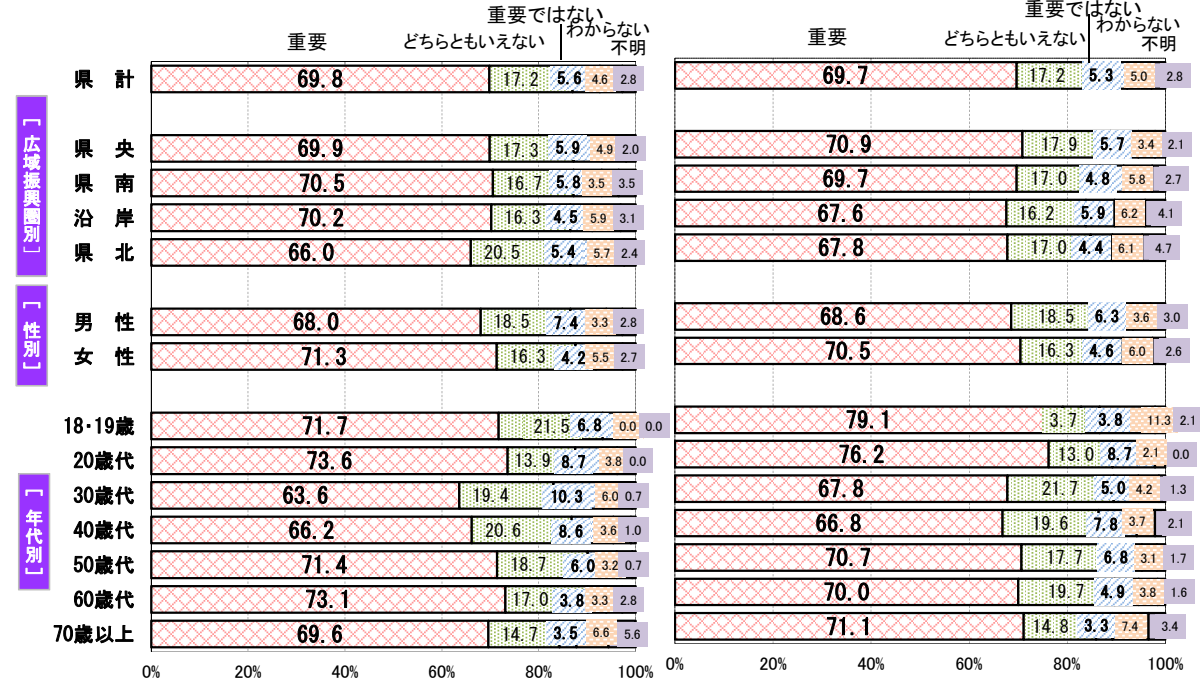 重要ではない 重要ではない
わからない わからない
重要 どちらともいえない 不明 重要 どちらともいえない 不明
県 計 69.8 17.2 5.6 4.6 2.8 69.7 17.2 5.3 5.0 2.8
[広域振興圏別]
県 央 69.9 17.3 5.9 4.9 2.0 70.9 17.9 5.7 3.4 2.1
県 南 70.5 16.7 5.8 3.5 3.5 69.7 17.0 4.8 5.8 2.7
沿 岸 70.2 16.3 4.5 5.9 3.1 67.6 16.2 5.9 6.2 4.1
県 北 66.0 20.5 5.4 5.7 2.4 67.8 17.0 4.4 6.1 4.7
[性別]
男 性 68.0 18.5 7.4 3.3 2.8 68.6 18.5 6.3 3.6 3.0
女 性 71.3 16.3 4.2 5.5 2.7 70.5 16.3 4.6 6.0 2.6
[年代別]
18・19歳 71.7 21.5 6.8 0.0 0.0 79.1 3.7 3.8 11.3 2.1
20歳代 73.6 13.9 8.7 3.8 0.0 76.2 13.0 8.7 2.1 0.0
30歳代 63.6 19.4 10.3 6.0 0.7 67.8 21.7 5.0 4.2 1.3
40歳代 66.2 20.6 8.6 3.6 1.0 66.8 19.6 7.8 3.7 2.1
50歳代 71.4 18.7 6.0 3.2 0.7 70.7 17.7 6.8 3.1 1.7
60歳代 73.1 17.0 3.8 3.3 2.8 70.0 19.7 4.9 3.8 1.6
70歳以上 69.6 14.7 3.5 6.6 5.6 71.1 14.8 3.3 7.4 3.4
0% 20% 40% 60% 80% 100% 0% 20% 40% 60% 80% 100%